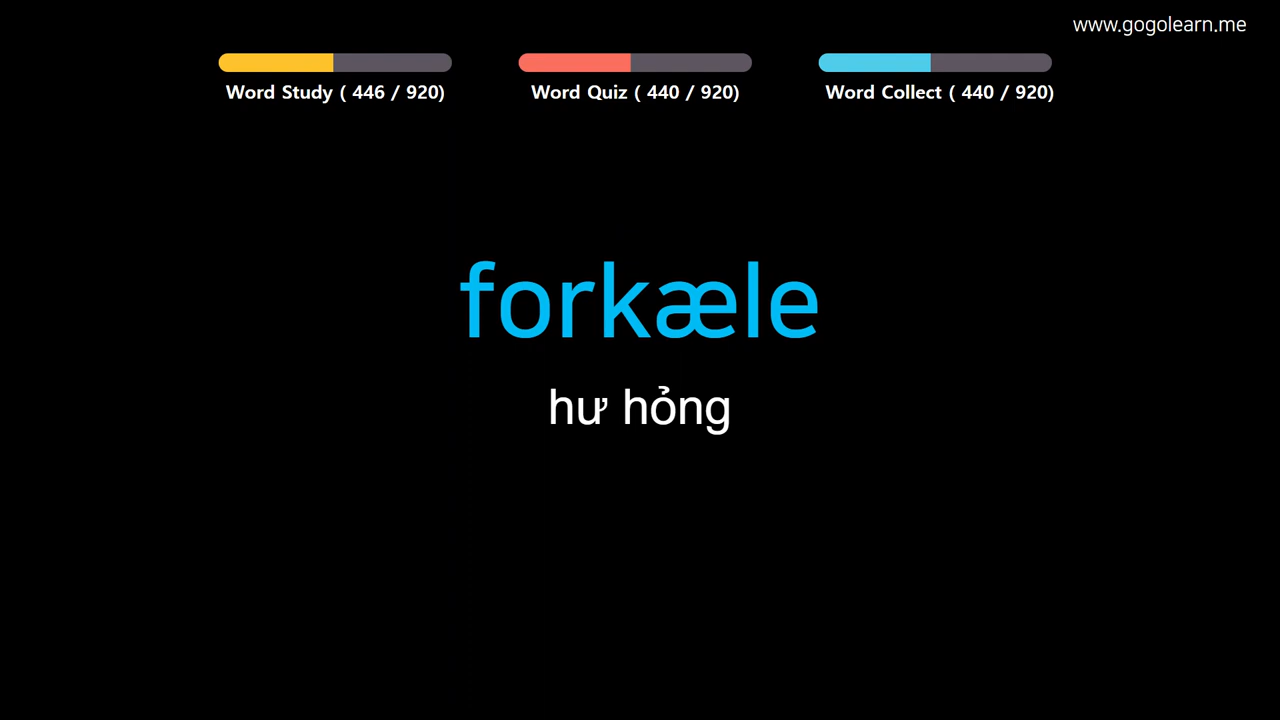 www.gogolearn.me
Word Study ( 446 / 920)
Word Quiz ( 440 / 920)
Word Collect ( 440 / 920)
forkæle
hư hỏng